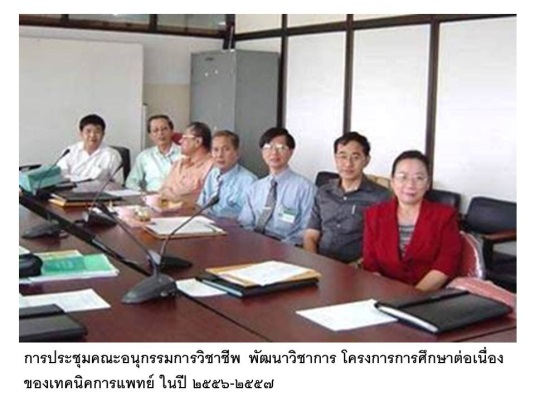 การประชุมคณะอนุกรรมการวิชาชีพ พัฒนาวิชาการ โครงการการศึกษาต่อเนื่อง
ของเทคนิคการแพทย์ ในปี ๒๕๕๖-๒๕๕๗